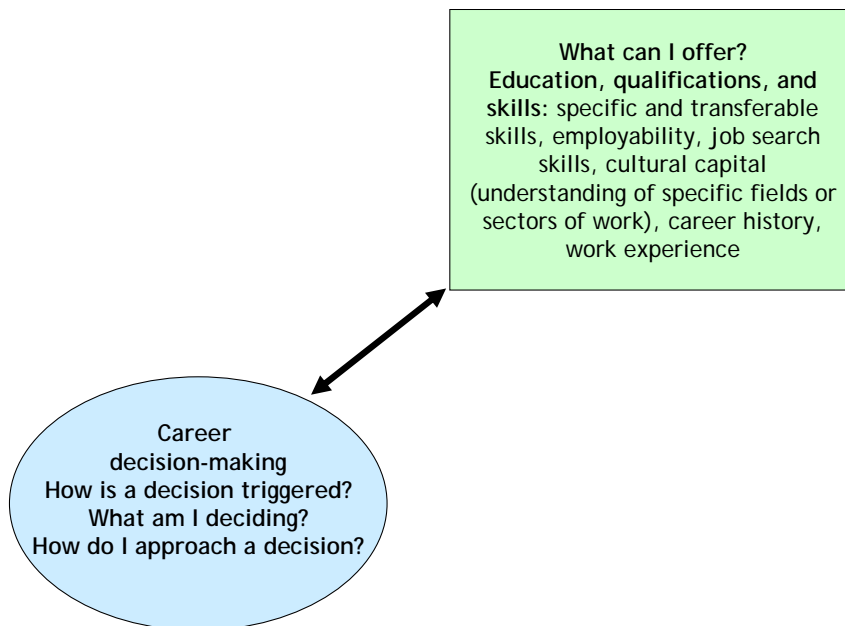 What can I offer?
Education, qualifications, and
skills: specific and transferable
skills, employability, job search
skills, cultural capital
(understanding of specific fields or
sectors of work), career history,
work experience
Career
decision-making
How is a decision triggered?
What am I deciding?
How do I approach a decision?